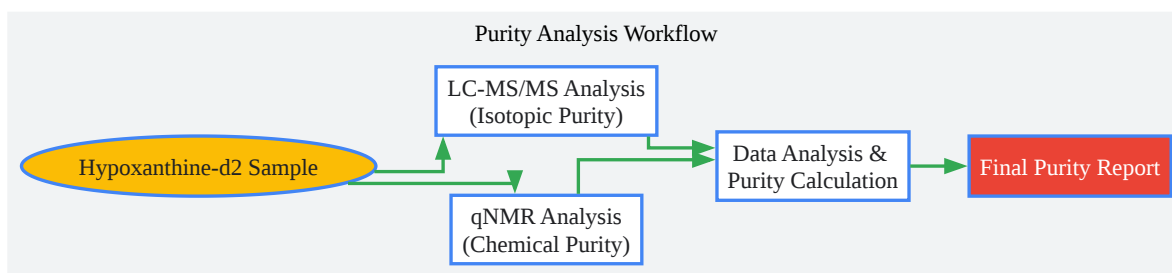 Purity Analysis Workflow
LC-MS/MS Analysis
(Isotopic Purity)
Hypoxanthine-d2 Sample
Data Analysis &
Purity Calculation
Final Purity Report
qNMR Analysis
(Chemical Purity)